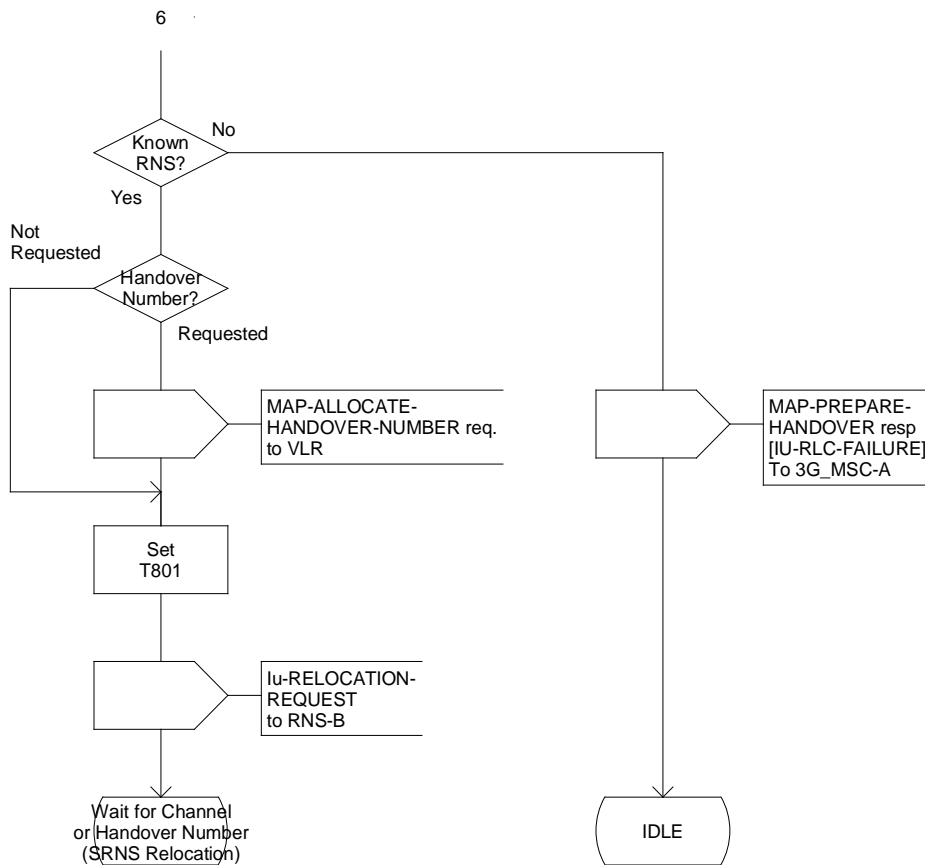 6
Known
RNS?
No
Yes
Not
Requested
Handover
Number?
Requested
MAP-ALLOCATE-
HANDOVER-NUMBER req.
to VLR
MAP-PREPARE-
HANDOVER resp
[IU-RLC-FAILURE]
To 3G_MSC-A
Set
T801
Iu-RELOCATION-
REQUEST
to RNS-B
Wait for Channel
or Handover Number
(SRNS Relocation)
IDLE